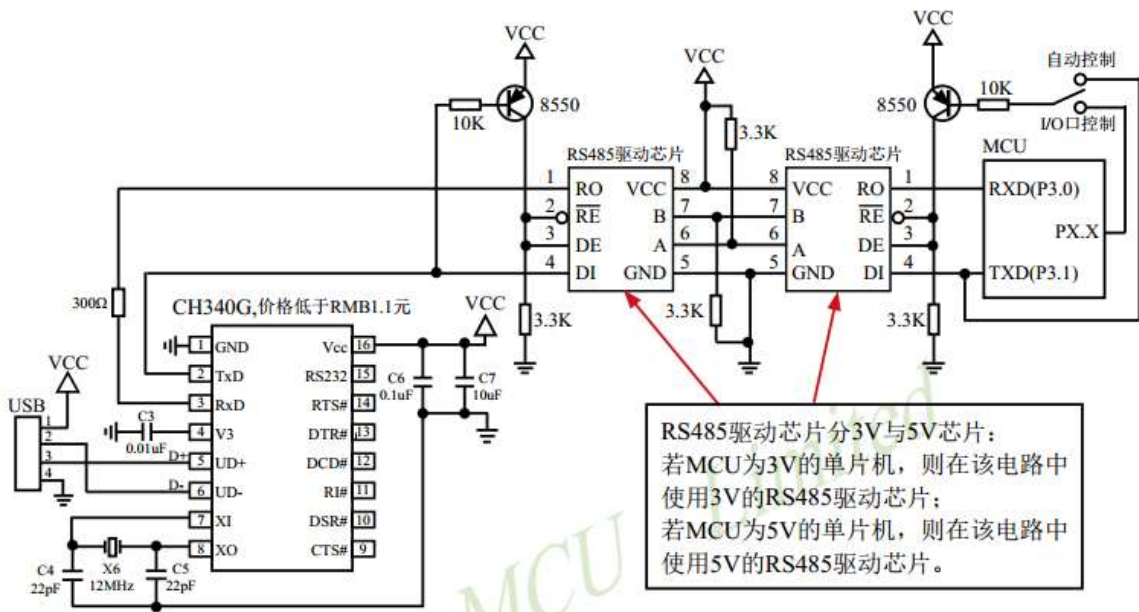 VCC
8550
10K
VCC
3.3K
VCC
8550
10K
自动控制
I/O口控制
RS485驱动芯片
1 RO VCC 8
2 RE B 7
3 DE A 6
4 DI GND 5
3.3K
3.3K
RS485驱动芯片
8 VCC RO 1
7 B RE 2
6 A DE 3
5 GND DI 4
3.3K
MCU
RXD(P3.0)
PX.X
TXD(P3.1)
300Ω
CH340G,价格低于RMB1.1元
1 GND Vcc 16
2 TxD RS232 15
3 RxD RTS# 14
4 V3 DTR# 13
5 UD+ DCD# 12
6 UD- RI# 11
7 XI DSR# 10
8 XO CTS# 9
VCC
C6
0.1uF
C7
10uF
VCC
USB
1
2
3
4
C3
0.01uF
D+
D-
C4
22pF
X6
12MHz
C5
22pF
RS485驱动芯片分3V与5V芯片：
若MCU为3V的单片机，则在该电路中
使用3V的RS485驱动芯片；
若MCU为5V的单片机，则在该电路中
使用5V的RS485驱动芯片。
MCU Limited